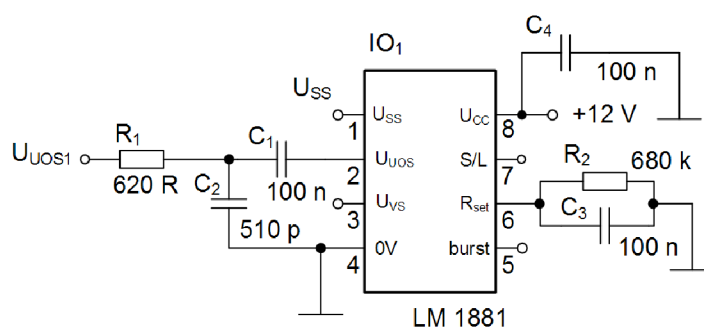 C4
100 n
IO1
USS
USS
1
UCC
8
+12 V
UUOS1
R1
620 R
C1
100 n
C2
510 p
UUOS
2
S/L
7
R2
680 k
UVS
3
Rset
6
C3
100 n
0V
4
burst
5
LM 1881